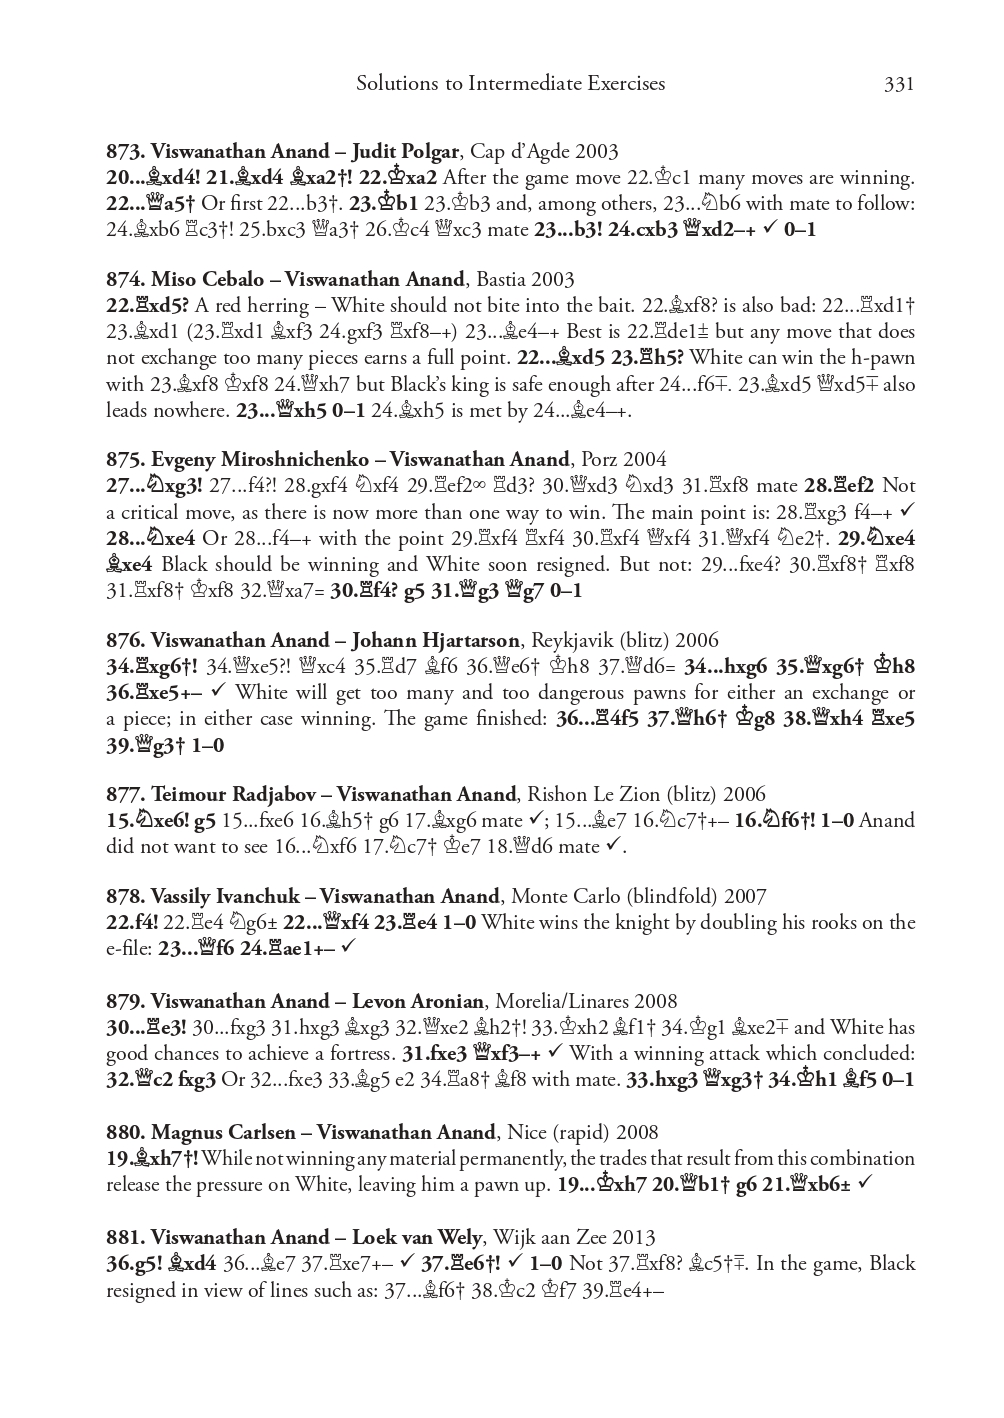 Solutions to Intermediate Exercises 331
873. Viswanathan Anand – Judit Polgar, Cap d’Agde 2003
20...♗xd4! 21.♗xd4 ♗xa2†! 22.♔xa2 After the game move 22.♔c1 many moves are winning.
22...♕a5† Or first 22...b3†. 23.♔b1 23.♔b3 and, among others, 23...♘b6 with mate to follow:
24.♗xb6 ♖c3†! 25.bxc3 ♕a3† 26.♔c4 ♕xc3 mate 23...b3! 24.cxb3 ♕xd2–+ ✓ 0–1
874. Miso Cebalo – Viswanathan Anand, Bastia 2003
22.♖xd5? A red herring – White should not bite into the bait. 22.♗xf8? is also bad: 22...♖xd1†
23.♗xd1 (23.♖xd1 ♗xf3 24.gxf3 ♖xf8–+) 23...♗e4–+ Best is 22.♖de1± but any move that does
not exchange too many pieces earns a full point. 22...♗xd5 23.♖h5? White can win the h-pawn
with 23.♗xf8 ♔xf8 24.♕xh7 but Black’s king is safe enough after 24...f6∓. 23.♗xd5 ♕xd5∓ also
leads nowhere. 23...♕xh5 0–1 24.♗xh5 is met by 24...♗e4–+.
875. Evgeny Miroshnichenko – Viswanathan Anand, Porz 2004
27...♘xg3! 27...f4?! 28.gxf4 ♘xf4 29.♖ef2∞ ♖d3? 30.♕xd3 ♘xd3 31.♖xf8 mate 28.♖ef2 Not
a critical move, as there is now more than one way to win. The main point is: 28.♖xg3 f4–+ ✓
28...♘xe4 Or 28...f4–+ with the point 29.♖xf4 ♖xf4 30.♖xf4 ♕xf4 31.♕xf4 ♘e2†. 29.♘xe4
♗xe4 Black should be winning and White soon resigned. But not: 29...fxe4? 30.♖xf8† ♖xf8
31.♖xf8† ♔xf8 32.♕xa7= 30.♖f4? g5 31.♕g3 ♕g7 0–1
876. Viswanathan Anand – Johann Hjartarson, Reykjavik (blitz) 2006
34.♖xg6†! 34.♕xe5?! ♕xc4 35.♖d7 ♗f6 36.♕e6† ♔h8 37.♕d6= 34...hxg6 35.♕xg6† ♔h8
36.♖xe5+– ✓ White will get too many and too dangerous pawns for either an exchange or
a piece; in either case winning. The game finished: 36...♖4f5 37.♕h6† ♔g8 38.♕xh4 ♖xe5
39.♕g3† 1–0
877. Teimour Radjabov – Viswanathan Anand, Rishon Le Zion (blitz) 2006
15.♘xe6! g5 15...fxe6 16.♗h5† g6 17.♗xg6 mate ✓; 15...♗e7 16.♘c7†+– 16.♘f6†! 1–0 Anand
did not want to see 16...♘xf6 17.♘c7† ♔e7 18.♕d6 mate ✓.
878. Vassily Ivanchuk – Viswanathan Anand, Monte Carlo (blindfold) 2007
22.f4! 22.♖e4 ♘g6± 22...♕xf4 23.♖e4 1–0 White wins the knight by doubling his rooks on the
e-file: 23...♕f6 24.♖ae1+– ✓
879. Viswanathan Anand – Levon Aronian, Morelia/Linares 2008
30...♖e3! 30...fxg3 31.hxg3 ♗xg3 32.♕xe2 ♗h2†! 33.♔xh2 ♗f1† 34.♔g1 ♗xe2∓ and White has
good chances to achieve a fortress. 31.fxe3 ♕xf3–+ ✓ With a winning attack which concluded:
32.♕c2 fxg3 Or 32...fxe3 33.♗g5 e2 34.♖a8† ♗f8 with mate. 33.hxg3 ♕xg3† 34.♔h1 ♗f5 0–1
880. Magnus Carlsen – Viswanathan Anand, Nice (rapid) 2008
19.♗xh7†! While not winning any material permanently, the trades that result from this combination
release the pressure on White, leaving him a pawn up. 19...♔xh7 20.♕b1† g6 21.♕xb6± ✓
881. Viswanathan Anand – Loek van Wely, Wijk aan Zee 2013
36.g5! ♗xd4 36...♗e7 37.♖xe7+– ✓ 37.♖e6†! ✓ 1–0 Not 37.♖xf8? ♗c5†∓. In the game, Black
resigned in view of lines such as: 37...♗f6† 38.♔c2 ♔f7 39.♖e4+–